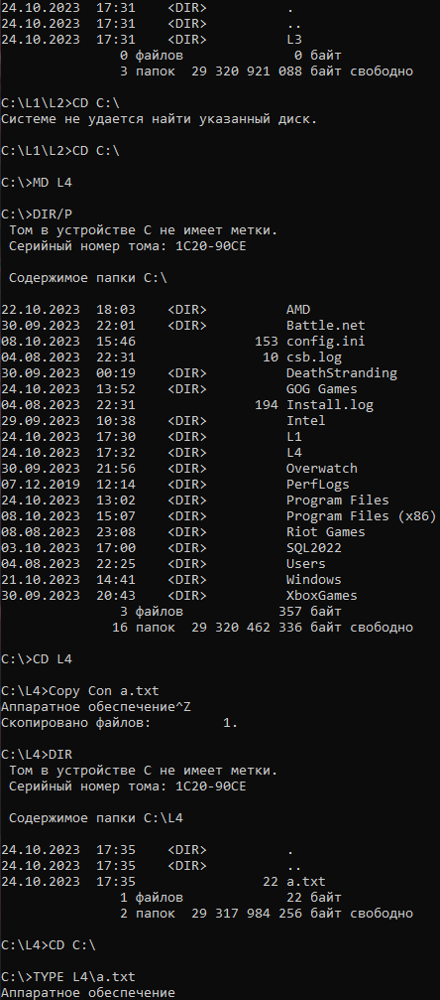 24.10.2023  17:31    <DIR>          .
24.10.2023  17:31    <DIR>          ..
24.10.2023  17:31    <DIR>          L3
               0 файлов              0 байт
               3 папок  29 320 921 088 байт свободно
C:\L1\L2>CD С:\
Системе не удается найти указанный диск.
C:\L1\L2>CD C:\
C:\>MD L4
C:\>DIR/P
 Том в устройстве C не имеет метки.
 Серийный номер тома: 1C20-90CE
 Содержимое папки C:\
22.10.2023  18:03    <DIR>          AMD
30.09.2023  22:01    <DIR>          Battle.net
08.10.2023  15:46               153 config.ini
04.08.2023  22:31                10 csb.log
30.09.2023  00:19    <DIR>          DeathStranding
24.10.2023  13:52    <DIR>          GOG Games
04.08.2023  22:31               194 Install.log
29.09.2023  10:38    <DIR>          Intel
24.10.2023  17:30    <DIR>          L1
24.10.2023  17:32    <DIR>          L4
30.09.2023  21:56    <DIR>          Overwatch
07.12.2019  12:14    <DIR>          PerfLogs
24.10.2023  13:02    <DIR>          Program Files
08.10.2023  15:07    <DIR>          Program Files (x86)
08.08.2023  23:08    <DIR>          Riot Games
03.10.2023  17:00    <DIR>          SQL2022
04.08.2023  22:25    <DIR>          Users
21.10.2023  14:41    <DIR>          Windows
30.09.2023  20:43    <DIR>          XboxGames
               3 файлов            357 байт
              16 папок  29 320 462 336 байт свободно
C:\>CD L4
C:\L4>Copy Con a.txt
Аппаратное обеспечение^Z
Скопировано файлов:         1.
C:\L4>DIR
 Том в устройстве C не имеет метки.
 Серийный номер тома: 1C20-90CE
 Содержимое папки C:\L4
24.10.2023  17:35    <DIR>          .
24.10.2023  17:35    <DIR>          ..
24.10.2023  17:35                22 a.txt
               1 файлов             22 байт
               2 папок  29 317 984 256 байт свободно
C:\L4>CD C:\
C:\>TYPE L4\a.txt
Аппаратное обеспечение